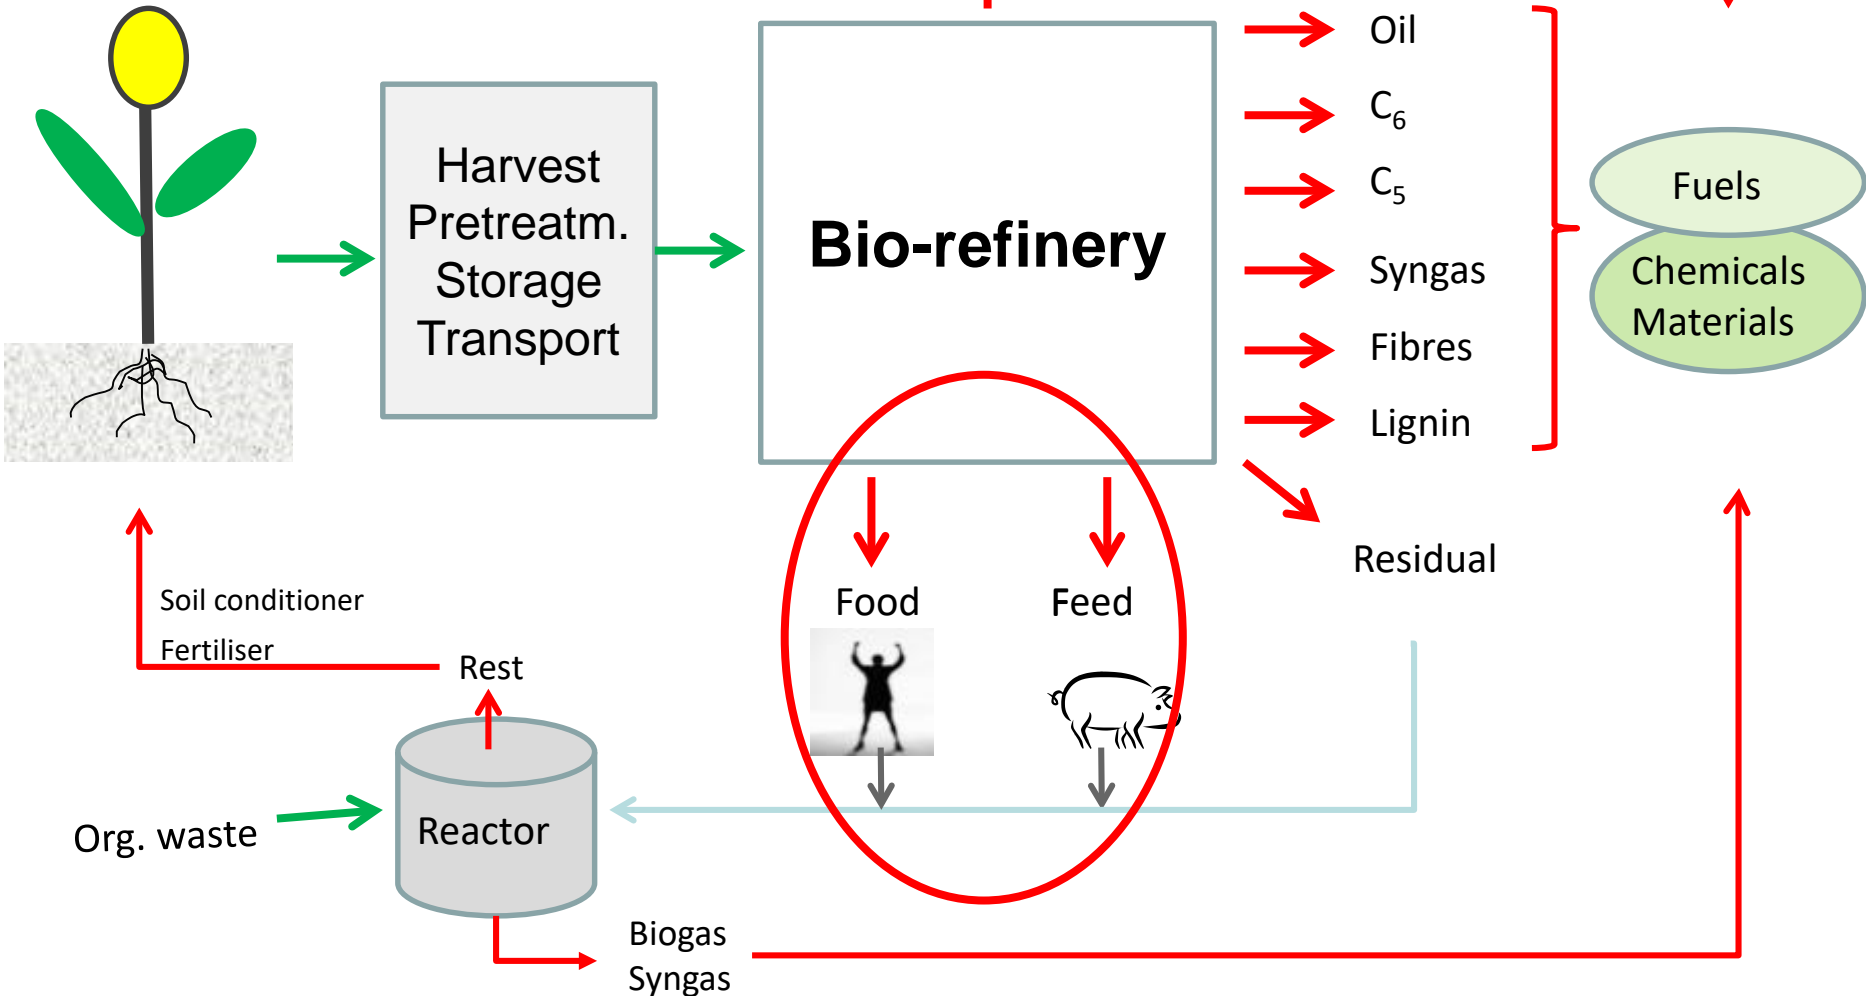 Oil
C₆
C₅
Syngas
Fibres
Lignin
Harvest
Pretreatm.
Storage
Transport
Bio-refinery
Fuels
Chemicals
Materials
Residual
Food
Feed
Soil conditioner
Fertiliser
Rest
Org. waste
Reactor
Biogas
Syngas